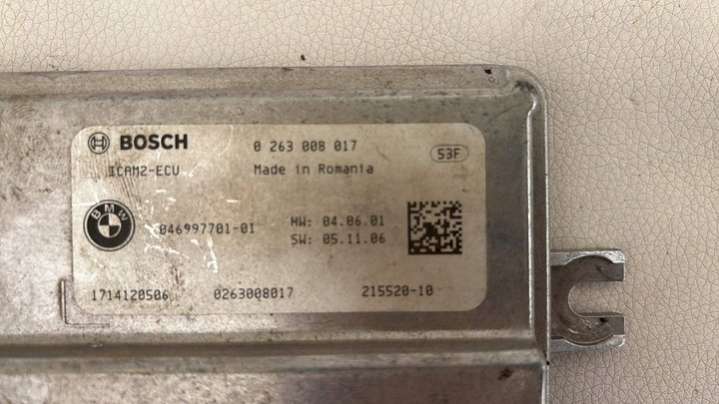 BOSCH
0 263 008 017
ICAM2-ECU
Made in Romania
S3F
BMW
046997701-01
HW: 04.06.01
SW: 05.11.06
1714120506
0263008017
215520-10